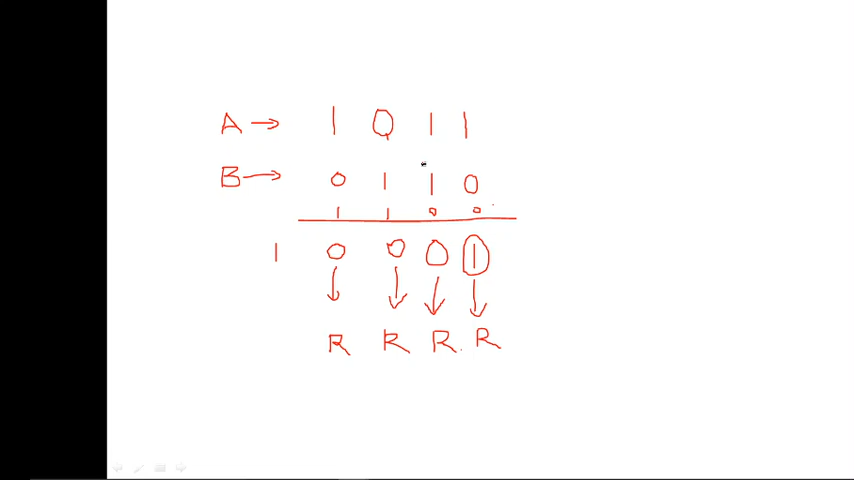 A → 1 0 1 1
B → 0 1 1 0
1 1 0 0
1 0 0 0 1
R R R R